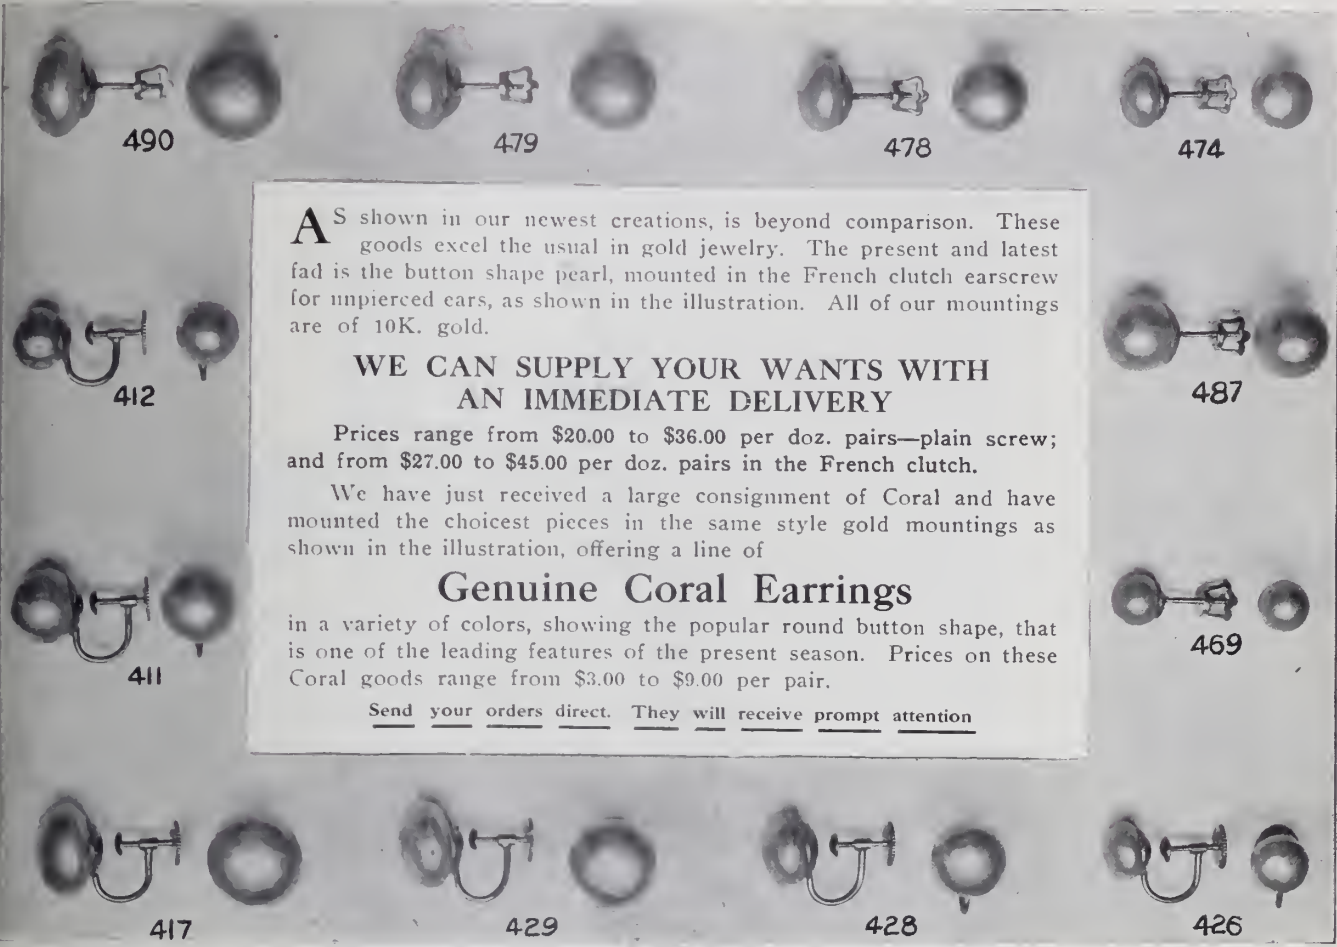 490
479
478
474
AS shown in our newest creations, is beyond comparison. These
goods excel the usual in gold jewelry. The present and latest
fad is the button shape pearl, mounted in the French clutch earscrew
for unpierced ears, as shown in the illustration. All of our mountings
are of 10K. gold.
WE CAN SUPPLY YOUR WANTS WITH
AN IMMEDIATE DELIVERY
Prices range from $20.00 to $36.00 per doz. pairs—plain screw;
and from $27.00 to $45.00 per doz. pairs in the French clutch.
We have just received a large consignment of Coral and have
mounted the choicest pieces in the same style gold mountings as
shown in the illustration, offering a line of
Genuine Coral Earrings
in a variety of colors, showing the popular round button shape, that
is one of the leading features of the present season. Prices on these
Coral goods range from $3.00 to $9.00 per pair.
Send your orders direct. They will receive prompt attention
412
487
411
469
417
429
428
426